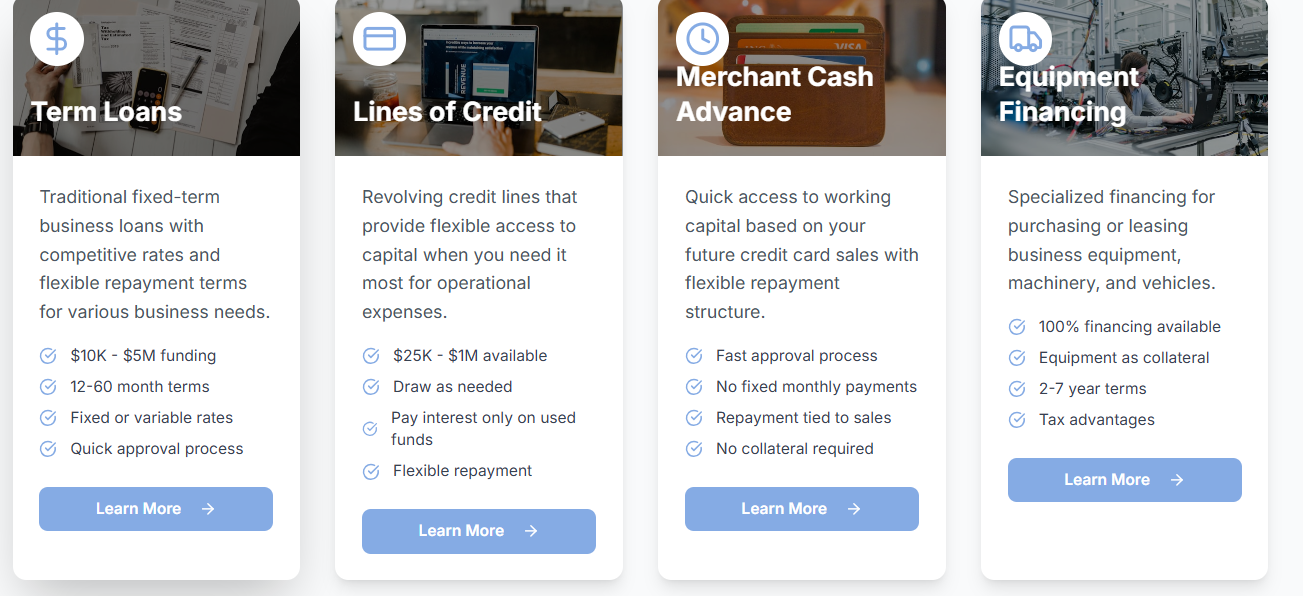 Term Loans
Traditional fixed-term
business loans with
competitive rates and
flexible repayment terms
for various business needs.
$10K - $5M funding
12-60 month terms
Fixed or variable rates
Quick approval process
Learn More →
Lines of Credit
Revolving credit lines that
provide flexible access to
capital when you need it
most for operational
expenses.
$25K - $1M available
Draw as needed
Pay interest only on used
funds
Flexible repayment
Learn More →
VISA
Merchant Cash
Advance
Quick access to working
capital based on your
future credit card sales with
flexible repayment
structure.
Fast approval process
No fixed monthly payments
Repayment tied to sales
No collateral required
Learn More →
Equipment
Financing
Specialized financing for
purchasing or leasing
business equipment,
machinery, and vehicles.
100% financing available
Equipment as collateral
2-7 year terms
Tax advantages
Learn More →